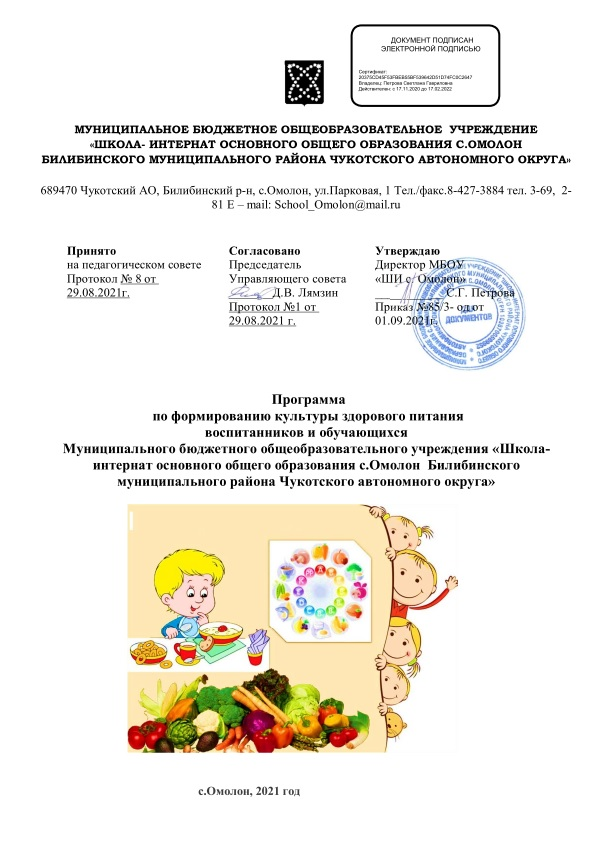 ДОКУМЕНТ ПОДПИСАН
ЭЛЕКТРОННОЙ ПОДПИСЬЮ
Сертификат:
20375CD45F53FBEB55BF539642D51D74FC0C2647
Владелец: Петрова Светлана Гавриловна
Действителен: с 17.11.2020 до 17.02.2022
МУНИЦИПАЛЬНОЕ БЮДЖЕТНОЕ ОБЩЕОБРАЗОВАТЕЛЬНОЕ УЧРЕЖДЕНИЕ
«ШКОЛА- ИНТЕРНАТ ОСНОВНОГО ОБЩЕГО ОБРАЗОВАНИЯ С.ОМОЛОН
БИЛИБИНСКОГО МУНИЦИПАЛЬНОГО РАЙОНА ЧУКОТСКОГО АВТОНОМНОГО ОКРУГА»
689470 Чукотский АО, Билибинский р-н, с.Омолон, ул.Парковая, 1 Тел./факс.8-427-3884 тел. 3-69, 2-
81 Е – mail: School_Omolon@mail.ru
Принято
на педагогическом совете
Протокол № 8 от
29.08.2021г.
Согласовано
Председатель
Управляющего совета
Д.В. Лямзин
Протокол №1 от
29.08.2021 г.
Утверждаю
Директор МБОУ
«ШИ с. Омолон»
С.Г. Петрова
Приказ №85/3- од от
01.09.2021г.
ДЛЯ
ДОКУМЕНТОВ
Программа
по формированию культуры здорового питания
воспитанников и обучающихся
Муниципального бюджетного общеобразовательного учреждения «Школа-
интернат основного общего образования с.Омолон Билибинского
муниципального района Чукотского автономного округа»
с.Омолон, 2021 год